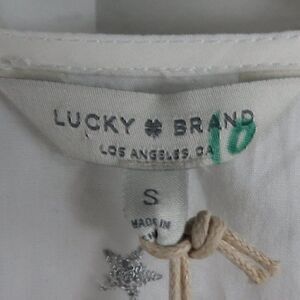 LUCKY BRAND
LOS ANGELES, CA
10
S
MADE IN